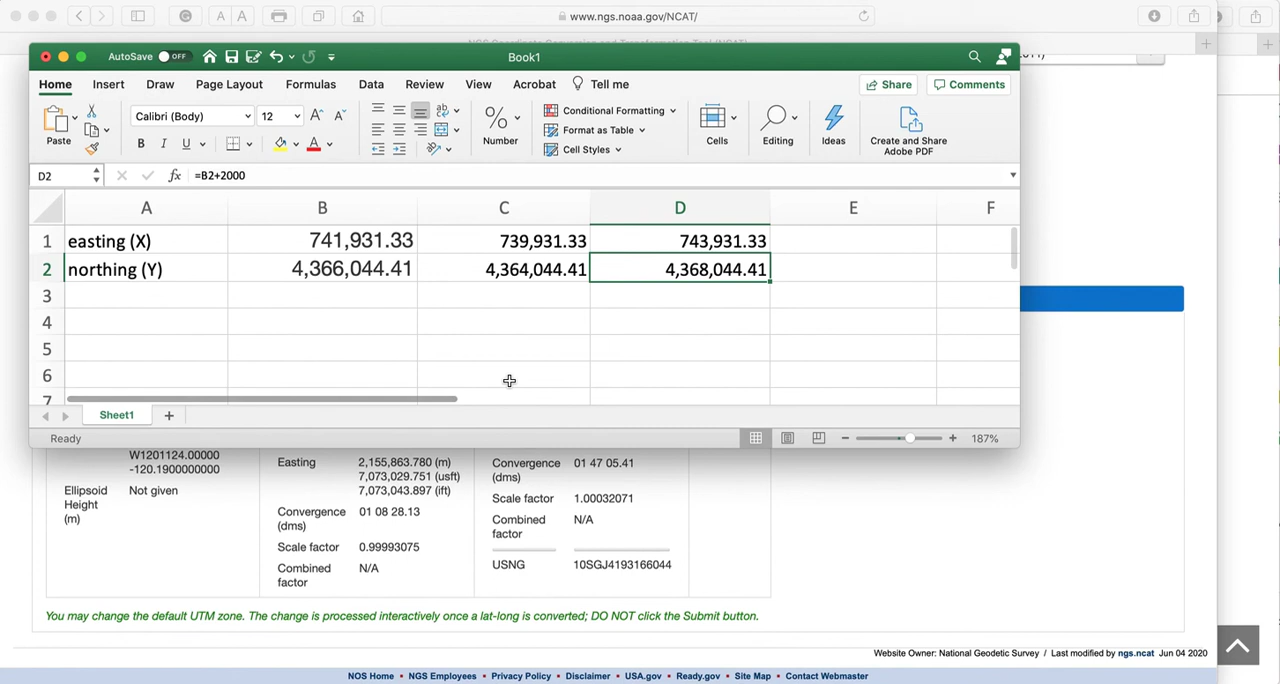 www.ngs.noaa.gov/NCAT/
NGS Coordinate Conversion and Transformation Tool (NCAT)
AutoSave OFF Book1
Home Insert Draw Page Layout Formulas Data Review View Acrobat Tell me Share Comments
Paste
Calibri (Body) 12
B I U
Number
Conditional Formatting
Format as Table
Cell Styles
Cells
Editing
Ideas
Create and Share
Adobe PDF
D2 fx =B2+2000
A B C D E F
1 easting (X) 741,931.33 739,931.33 743,931.33
2 northing (Y) 4,366,044.41 4,364,044.41 4,368,044.41
3
4
5
6
7
Sheet1
Ready 187%
W1201124.00000
-120.1900000000
Ellipsoid
Height
(m)
Not given
Easting 2,155,863.780 (m)
7,073,029.751 (usft)
7,073,043.897 (ift)
Convergence
(dms)
01 08 28.13
Scale factor 0.99993075
Combined
factor
N/A
Convergence
(dms)
01 47 05.41
Scale factor 1.00032071
Combined
factor
N/A
USNG 10SGJ4193166044
You may change the default UTM zone. The change is processed interactively once a lat-long is converted; DO NOT click the Submit button.
Website Owner: National Geodetic Survey / Last modified by ngs.ncat Jun 04 2020
NOS Home • NGS Employees • Privacy Policy • Disclaimer • USA.gov • Ready.gov • Site Map • Contact Webmaster